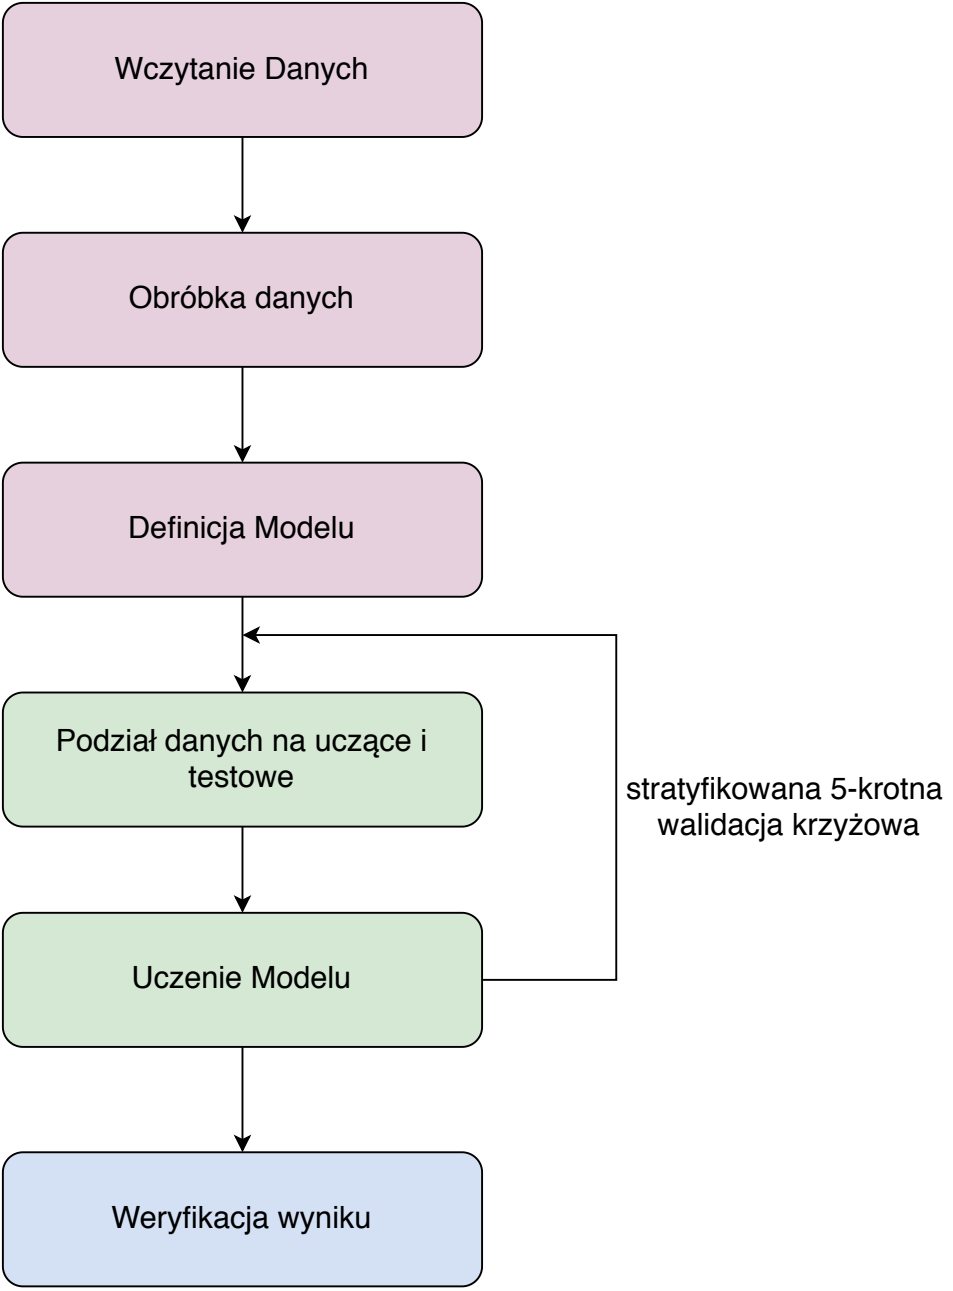 Wczytanie Danych
Obróbka danych
Definicja Modelu
Podział danych na uczące i
testowe
stratyfikowana 5-krotna
walidacja krzyżowa
Uczenie Modelu
Weryfikacja wyniku